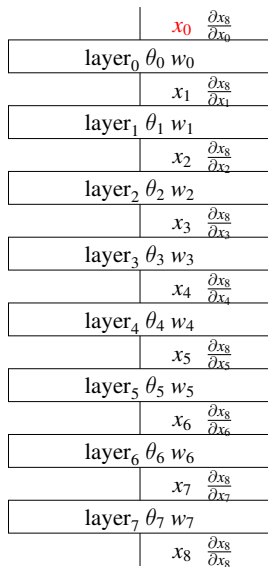 x₀ ∂x₈/∂x₀
layer₀ θ₀ w₀
x₁ ∂x₈/∂x₁
layer₁ θ₁ w₁
x₂ ∂x₈/∂x₂
layer₂ θ₂ w₂
x₃ ∂x₈/∂x₃
layer₃ θ₃ w₃
x₄ ∂x₈/∂x₄
layer₄ θ₄ w₄
x₅ ∂x₈/∂x₅
layer₅ θ₅ w₅
x₆ ∂x₈/∂x₆
layer₆ θ₆ w₆
x₇ ∂x₈/∂x₇
layer₇ θ₇ w₇
x₈ ∂x₈/∂x₈